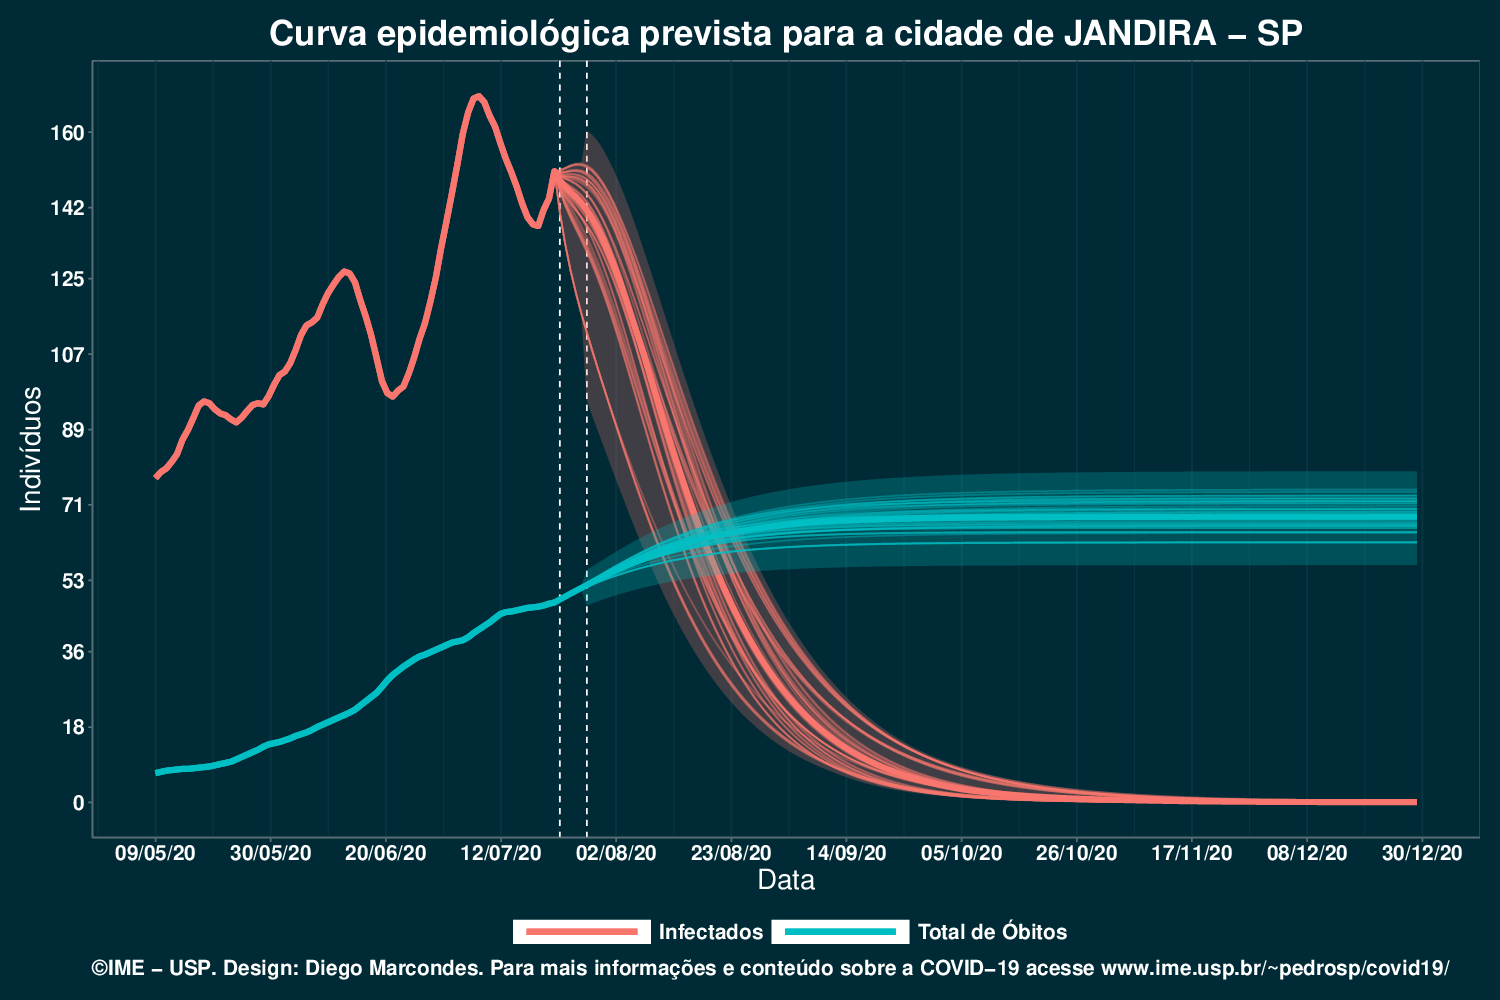 Curva epidemiológica prevista para a cidade de JANDIRA – SP
Indivíduos
160
142
125
107
89
71
53
36
18
0
09/05/20 30/05/20 20/06/20 12/07/20 02/08/20 23/08/20 14/09/20 05/10/20 26/10/20 17/11/20 08/12/20 30/12/20
Data
Infectados Total de Óbitos
©IME – USP. Design: Diego Marcondes. Para mais informações e conteúdo sobre a COVID–19 acesse www.ime.usp.br/~pedrosp/covid19/